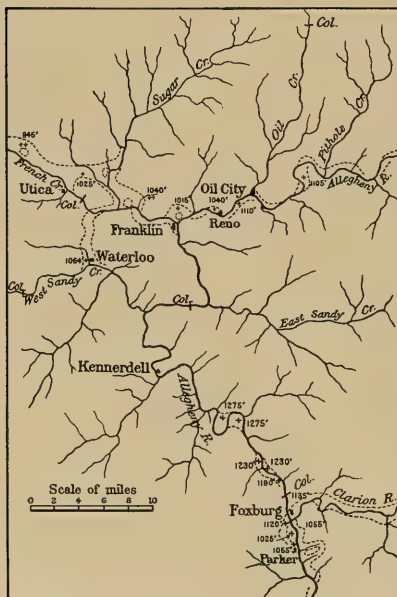 Col.
Sugar Cr.
Oil Cr.
Pithole Cr.
945'
French Cr.
Utica
Col.
1025'
1040'
1015'
Oil City
1040'
Reno
1110'
1105'
Allegheny R.
Franklin
1054'
Waterloo
Col.
West Sandy Cr.
Col.
East Sandy Cr.
Kennerdell
Allegheny R.
1275'
1275'
1230'
1230'
1180'
Col.
1135'
Clarion R.
Foxburg
1120'
1055'
1025'
1055'
Parker
Scale of miles
0 2 4 6 8 10